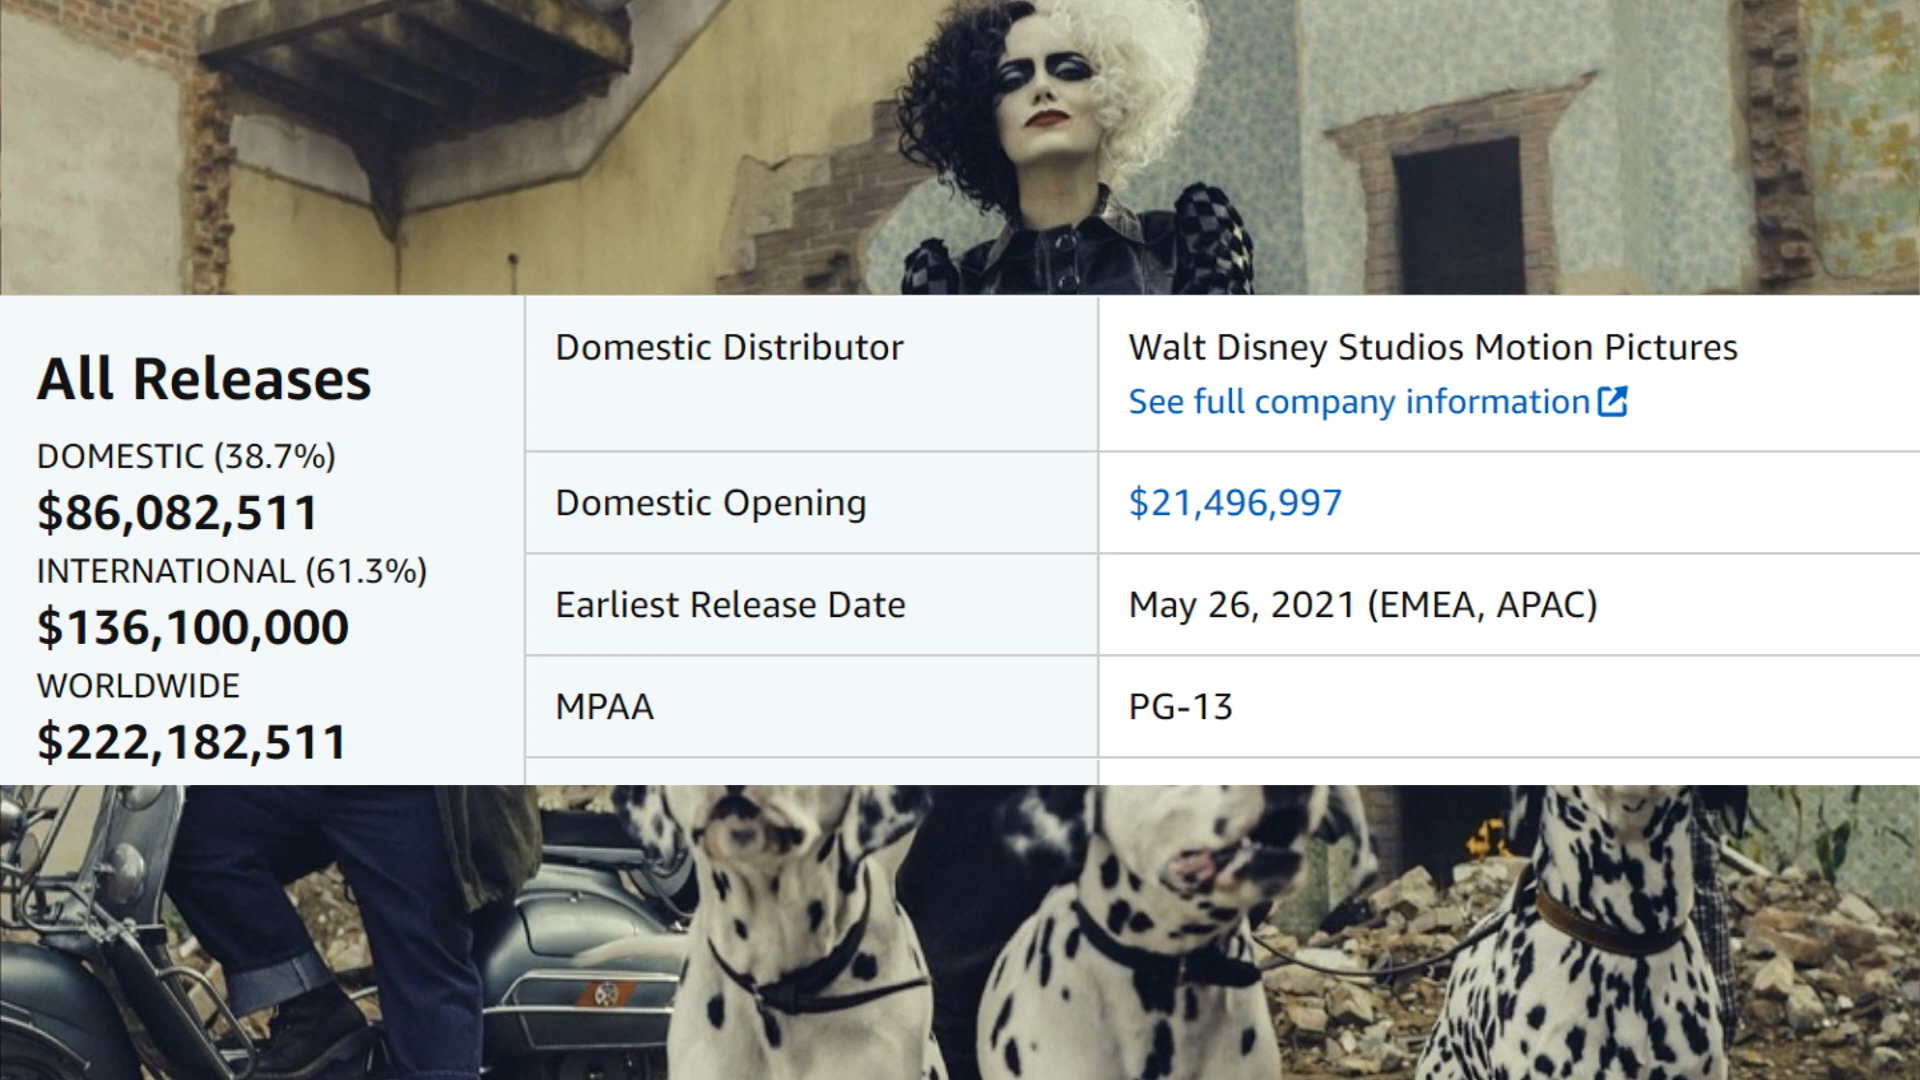 All Releases
DOMESTIC (38.7%)
$86,082,511
INTERNATIONAL (61.3%)
$136,100,000
WORLDWIDE
$222,182,511
Domestic Distributor
Walt Disney Studios Motion Pictures
See full company information
Domestic Opening
$21,496,997
Earliest Release Date
May 26, 2021 (EMEA, APAC)
MPAA
PG-13